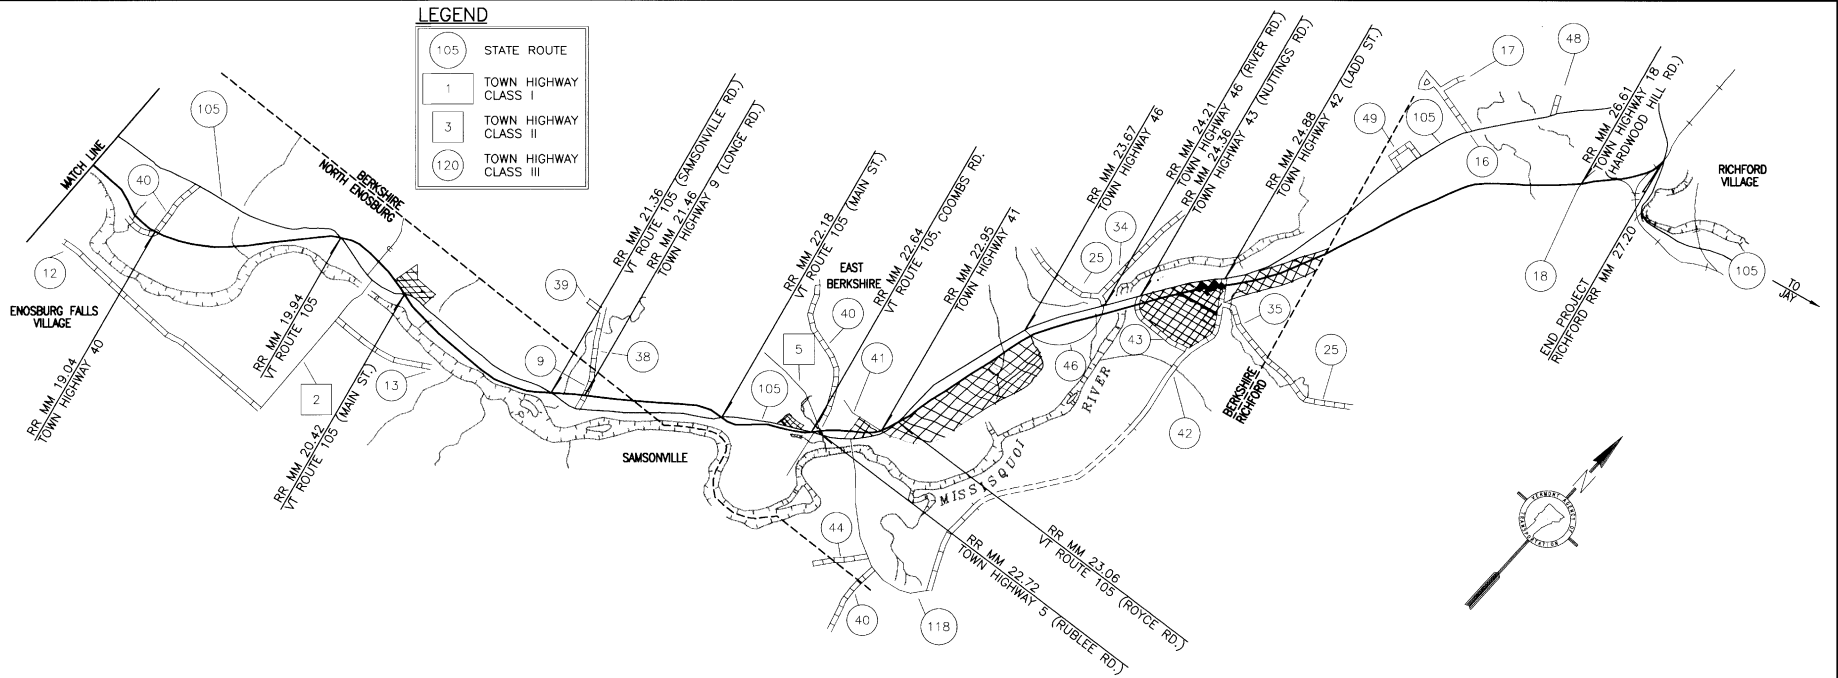 LEGEND
105 STATE ROUTE
1 TOWN HIGHWAY
CLASS I
3 TOWN HIGHWAY
CLASS II
120 TOWN HIGHWAY
CLASS III
MATCH LINE
105
40
12
ENOSBURG FALLS
VILLAGE
BERKSHIRE
NORTH ENOSBURG
RR MM 19.04
TOWN HIGHWAY 40
RR MM 19.94
VT ROUTE 105
2
13
RR MM 20.42
VT ROUTE 105 (MAIN ST.)
RR MM 21.36
VT ROUTE 105 (SAMSONVILLE RD.)
RR MM 21.46
TOWN HIGHWAY 9 (LONGE RD.)
39
9
38
SAMSONVILLE
RR MM 22.18
VT ROUTE 105 (MAIN ST.)
EAST
BERKSHIRE
5
40
105
41
RR MM 22.64
VT ROUTE 105, COOMBS RD.
RR MM 22.95
TOWN HIGHWAY 41
44
40
118
RR MM 22.72
TOWN HIGHWAY 5 (RUBLEE RD.)
RR MM 23.06
VT ROUTE 105 (ROYCE RD.)
MISSISQUOI
RIVER
RR MM 23.67
TOWN HIGHWAY 46
34
25
46
43
42
RR MM 24.21
TOWN HIGHWAY 46 (RIVER RD.)
RR MM 24.36
TOWN HIGHWAY 43 (NUTTINGS RD.)
RR MM 24.88
TOWN HIGHWAY 42 (LADD ST.)
35
25
BERKSHIRE
RICHFORD
49
105
17
16
48
RR MM 26.61
TOWN HIGHWAY 18
(HARDWOOD HILL RD.)
18
END PROJECT
RICHFORD RR MM 27.20
RICHFORD
VILLAGE
105
TO
JAY
VERMONT AGENCY OF
TRANSPORTATION